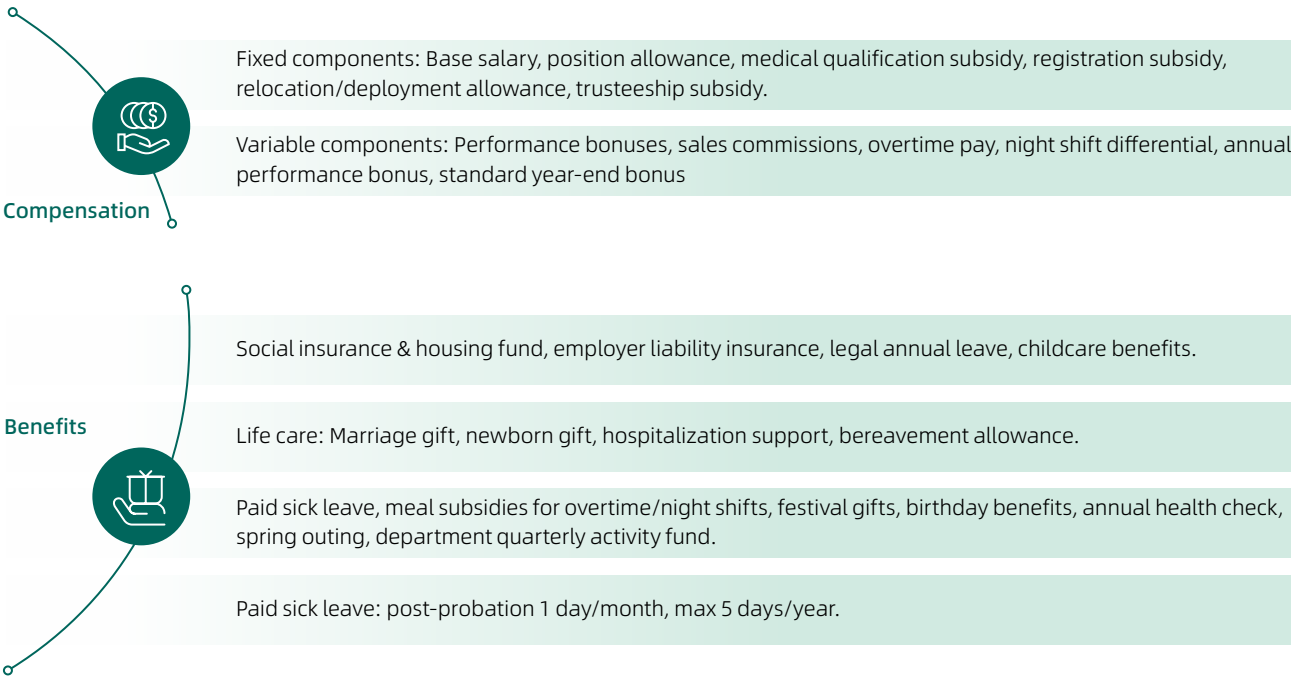 Fixed components: Base salary, position allowance, medical qualification subsidy, registration subsidy,
relocation/deployment allowance, trusteeship subsidy.
Variable components: Performance bonuses, sales commissions, overtime pay, night shift differential, annual
performance bonus, standard year-end bonus
Compensation
Social insurance & housing fund, employer liability insurance, legal annual leave, childcare benefits.
Benefits
Life care: Marriage gift, newborn gift, hospitalization support, bereavement allowance.
Paid sick leave, meal subsidies for overtime/night shifts, festival gifts, birthday benefits, annual health check,
spring outing, department quarterly activity fund.
Paid sick leave: post-probation 1 day/month, max 5 days/year.